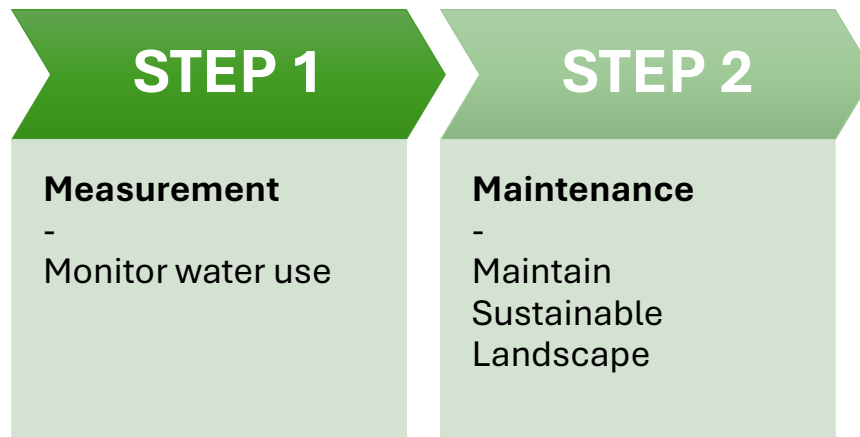 STEP 1
Measurement
-
Monitor water use
STEP 2
Maintenance
-
Maintain
Sustainable
Landscape